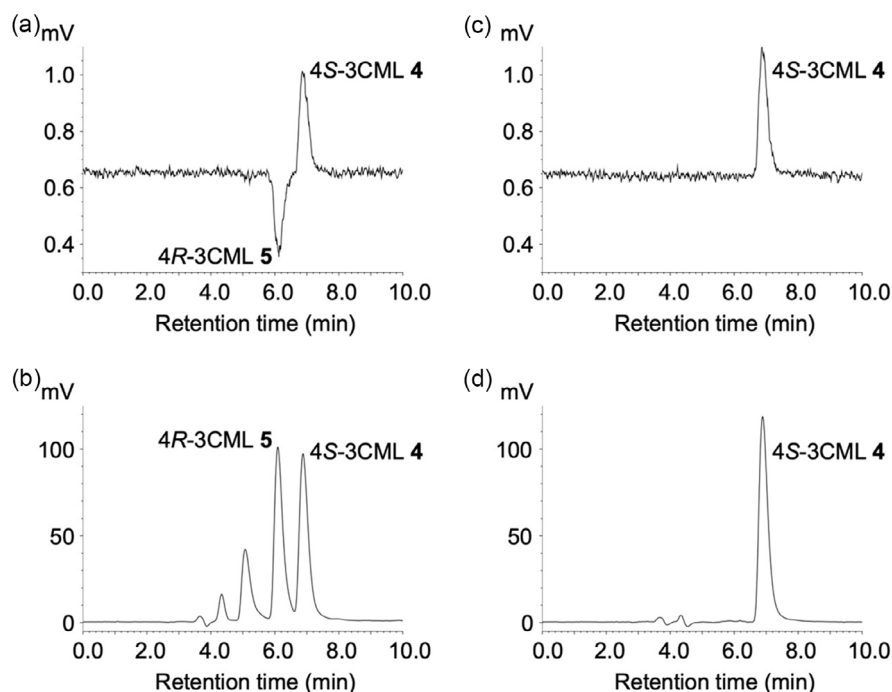 (a) mV
4S-3CML 4
1.0
0.8
0.6
0.4
4R-3CML 5
0.0 2.0 4.0 6.0 8.0 10.0
Retention time (min)
(c) mV
4S-3CML 4
1.0
0.8
0.6
0.4
0.0 2.0 4.0 6.0 8.0 10.0
Retention time (min)
(b) mV
4R-3CML 5 4S-3CML 4
100
50
0
0.0 2.0 4.0 6.0 8.0 10.0
Retention time (min)
(d) mV
4S-3CML 4
100
50
0
0.0 2.0 4.0 6.0 8.0 10.0
Retention time (min)